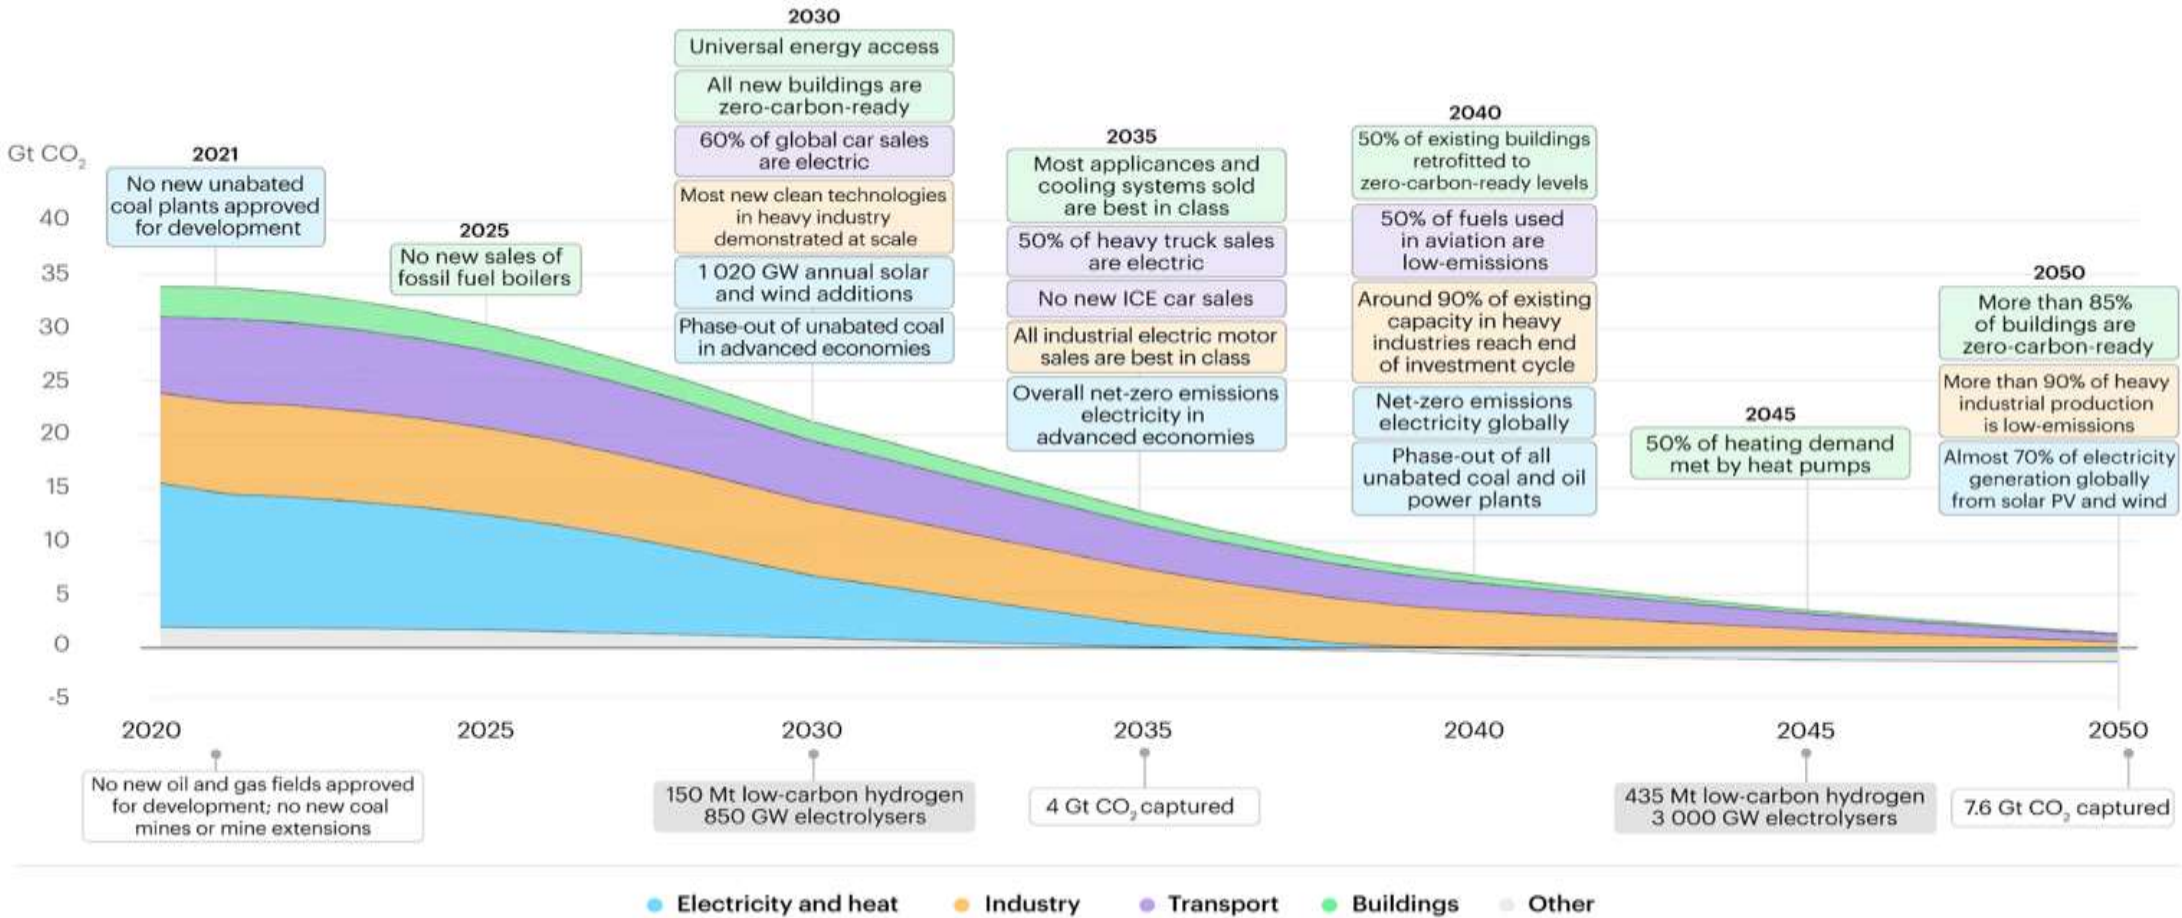 2030
Universal energy access
All new buildings are
zero-carbon-ready
60% of global car sales
are electric
Most new clean technologies
in heavy industry
demonstrated at scale
1 020 GW annual solar
and wind additions
Phase-out of unabated coal
in advanced economies
2040
50% of existing buildings
retrofitted to
zero-carbon-ready levels
50% of fuels used
in aviation are
low-emissions
Around 90% of existing
capacity in heavy
industries reach end
of investment cycle
Net-zero emissions
electricity globally
Phase-out of all
unabated coal and oil
power plants
2035
Most applicances and
cooling systems sold
are best in class
50% of heavy truck sales
are electric
No new ICE car sales
All industrial electric motor
sales are best in class
Overall net-zero emissions
electricity in
advanced economies
Gt CO₂
2021
No new unabated
coal plants approved
for development
2025
No new sales of
fossil fuel boilers
2050
More than 85%
of buildings are
zero-carbon-ready
More than 90% of heavy
industrial production
is low-emissions
Almost 70% of electricity
generation globally
from solar PV and wind
2045
50% of heating demand
met by heat pumps
40
35
30
25
20
15
10
5
0
-5
2020 2025 2030 2035 2040 2045 2050
No new oil and gas fields approved
for development; no new coal
mines or mine extensions
150 Mt low-carbon hydrogen
850 GW electrolysers
4 Gt CO₂ captured
435 Mt low-carbon hydrogen
3 000 GW electrolysers
7.6 Gt CO₂ captured
Electricity and heat Industry Transport Buildings Other